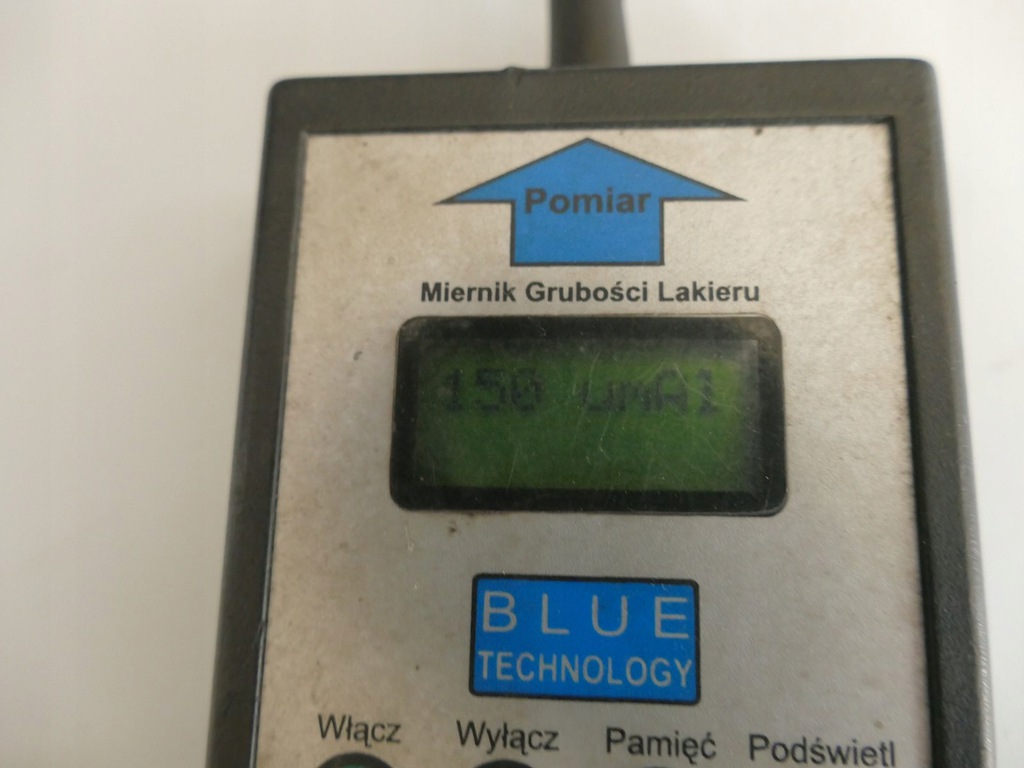 Pomiar
Miernik Grubości Lakieru
150 umAl
BLUE
TECHNOLOGY
Włącz Wyłącz Pamięć Podświetl